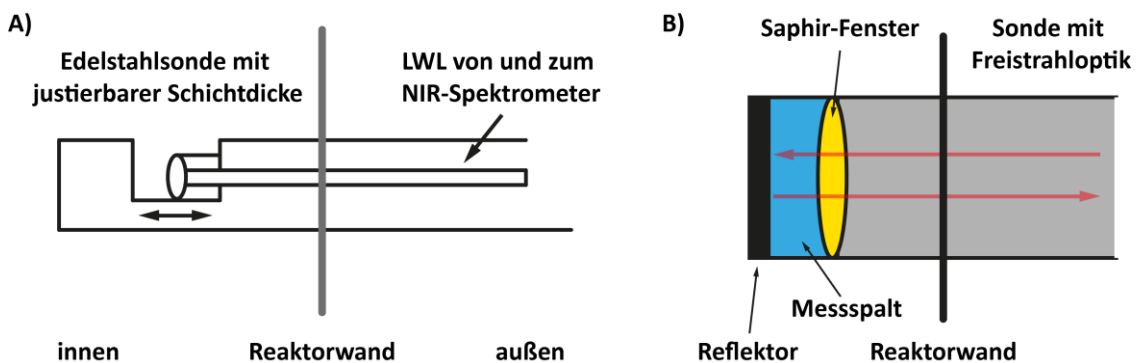 A)
Edelstahlsonde mit
justierbarer Schichtdicke
LWL von und zum
NIR-Spektrometer
innen
Reaktorwand
außen
B)
Saphir-Fenster
Sonde mit
Freistrahloptik
Messspalt
Reflektor
Reaktorwand